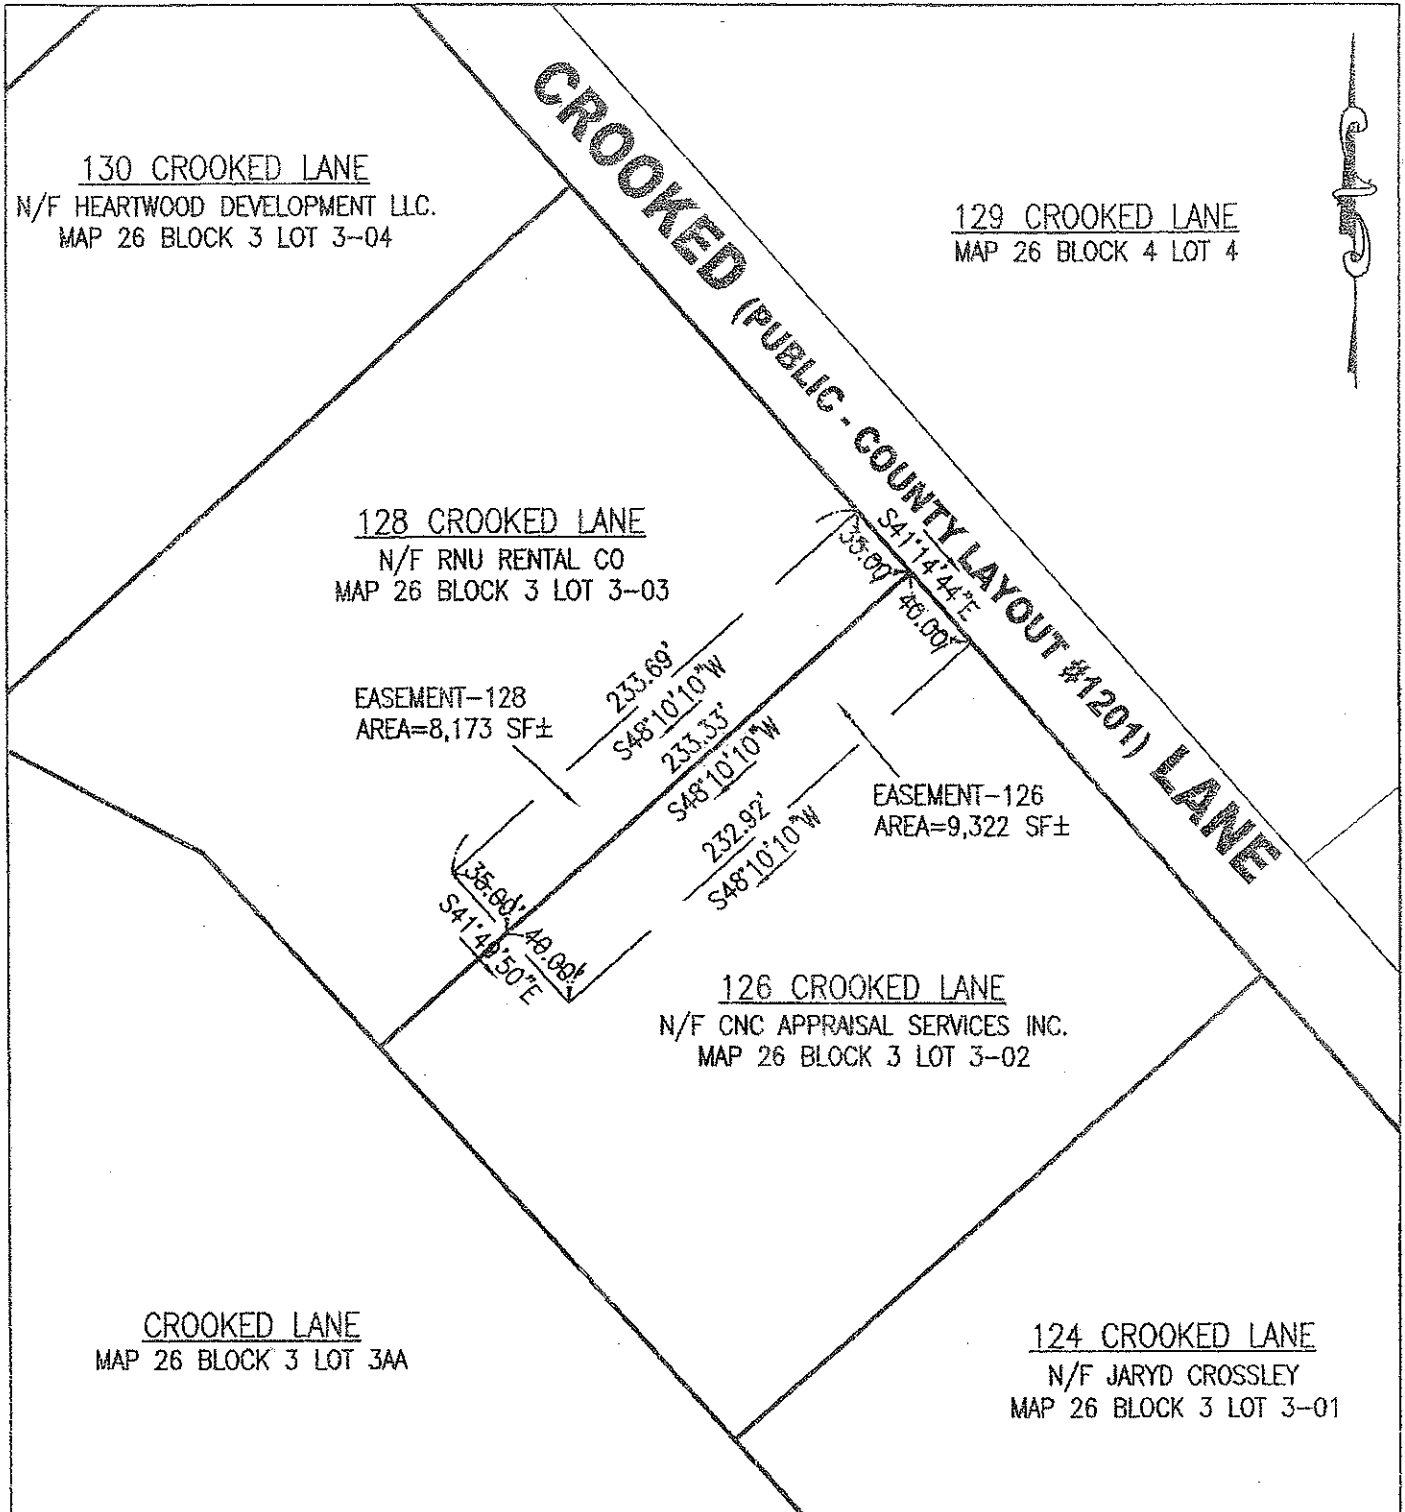 CROOKED (PUBLIC - COUNTY LAYOUT #1201) LANE
130 CROOKED LANE
N/F HEARTWOOD DEVELOPMENT LLC.
MAP 26 BLOCK 3 LOT 3-04
129 CROOKED LANE
MAP 26 BLOCK 4 LOT 4
128 CROOKED LANE
N/F RNU RENTAL CO
MAP 26 BLOCK 3 LOT 3-03
S41°14'44"E
35.00'
40.00'
EASEMENT-128
AREA=8,173 SF±
233.69'
S48°10'10"W
233.33'
S48°10'10"W
232.92'
S48°10'10"W
EASEMENT-126
AREA=9,322 SF±
35.00'
40.00'
S41°49'50"E
126 CROOKED LANE
N/F CNC APPRAISAL SERVICES INC.
MAP 26 BLOCK 3 LOT 3-02
CROOKED LANE
MAP 26 BLOCK 3 LOT 3AA
124 CROOKED LANE
N/F JARYD CROSSLEY
MAP 26 BLOCK 3 LOT 3-01